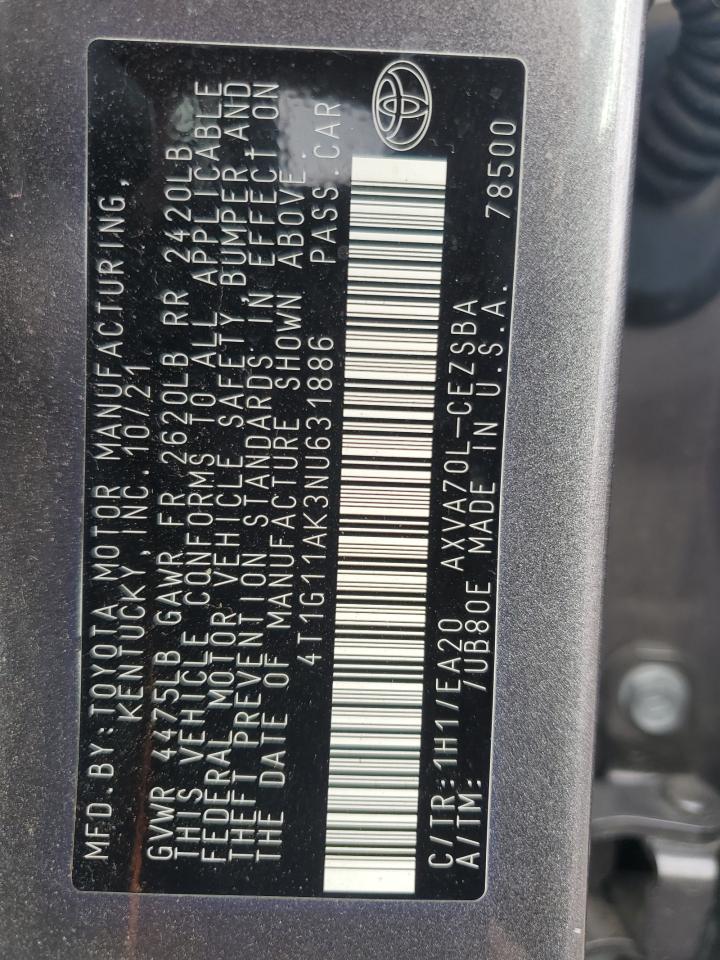 MFD.BY:TOYOTA MOTOR MANUFACTURING,
KENTUCKY,INC. 10/21
GVWR 4475LB GAWR FR 2620LB RR 2420LB
THIS VEHICLE CONFORMS TO ALL APPLICABLE
FEDERAL MOTOR VEHICLE SAFETY, BUMPER AND
THEFT PREVENTION STANDARDS IN EFFECT ON
THE DATE OF MANUFACTURE SHOWN ABOVE.
4T1G11AK3NU631886 PASS. CAR
C/TR:1H1/EA20 AXVA70L-CEZSBA
A/TM: /UB80E MADE IN U.S.A. 78500